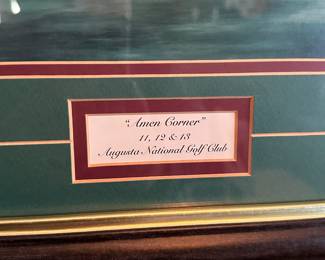 "Amen Corner"
11, 12 & 13
Augusta National Golf Club